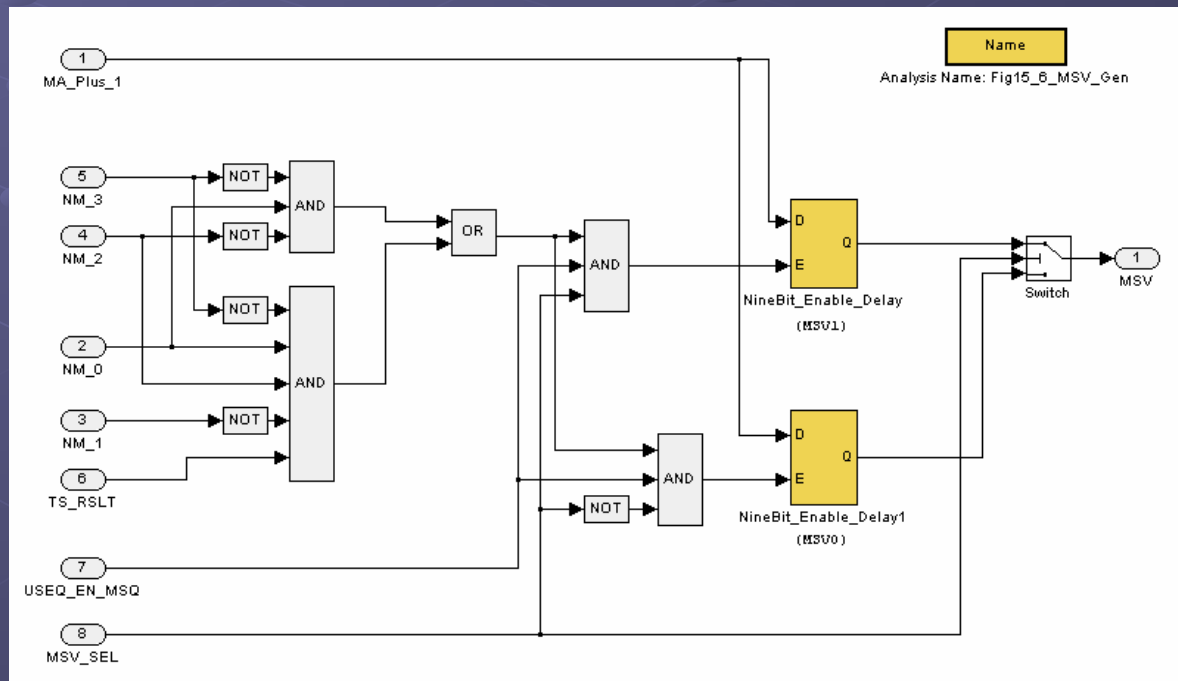 Name
Analysis Name: Fig15_6_MSV_Gen
1
MA_Plus_1
5
NM_3
NOT
AND
4
NM_2
NOT
OR
AND
D
Q
E
NineBit_Enable_Delay
(MSV1)
Switch
1
MSV
NOT
2
NM_0
AND
3
NM_1
NOT
6
TS_RSLT
AND
NOT
D
Q
E
NineBit_Enable_Delay1
(MSV0)
7
USEQ_EN_MSQ
8
MSV_SEL